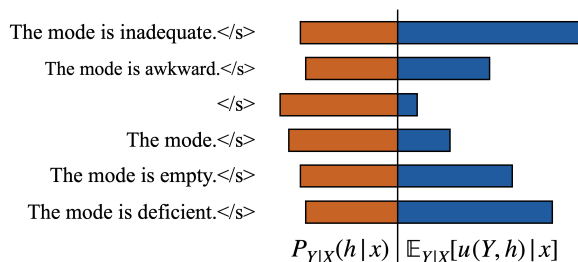 The mode is inadequate.</s>
The mode is awkward.</s>
</s>
The mode.</s>
The mode is empty.</s>
The mode is deficient.</s>
P_{Y|X}(h|x) 𝔼_{Y|X}[u(Y, h)|x]